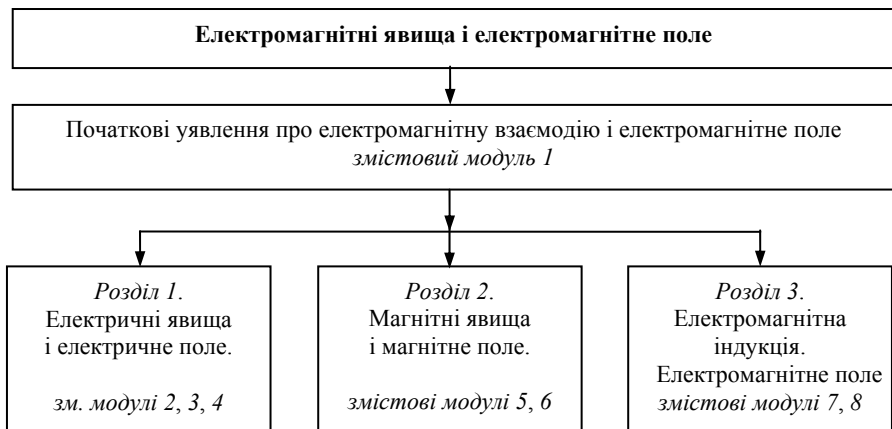 Електромагнітні явища і електромагнітне поле
Початкові уявлення про електромагнітну взаємодію і електромагнітне поле
змістовий модуль 1
Розділ 1.
Електричні явища
і електричне поле.
зм. модулі 2, 3, 4
Розділ 2.
Магнітні явища
і магнітне поле.
змістові модулі 5, 6
Розділ 3.
Електромагнітна
індукція.
Електромагнітне поле
змістові модулі 7, 8